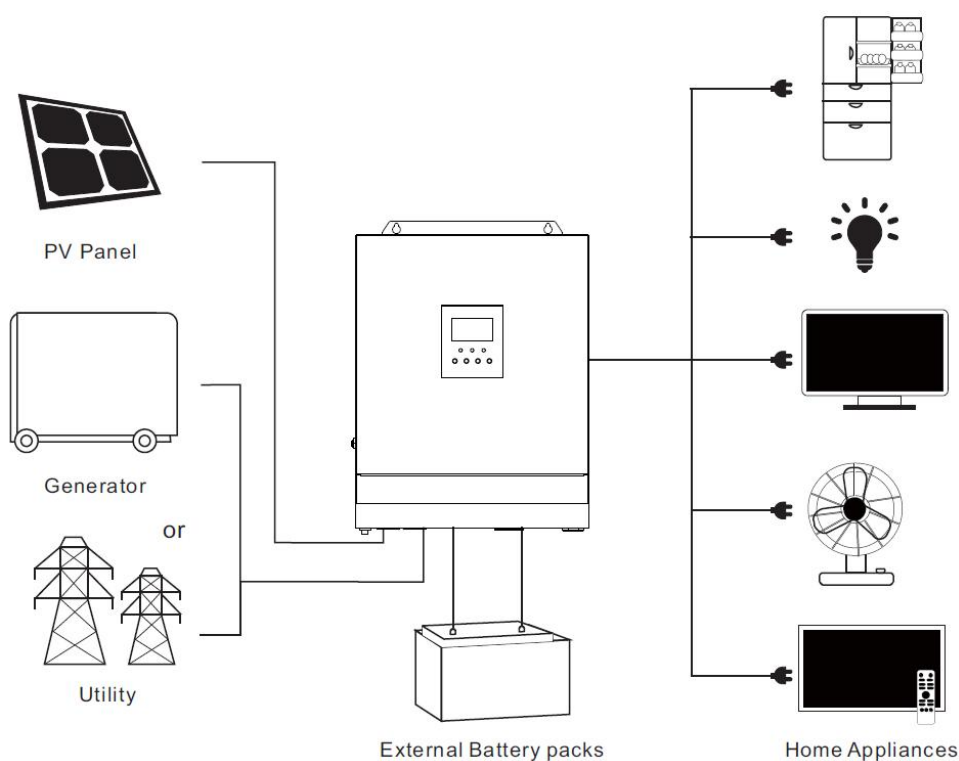 PV Panel
Generator
or
Utility
External Battery packs
Home Appliances